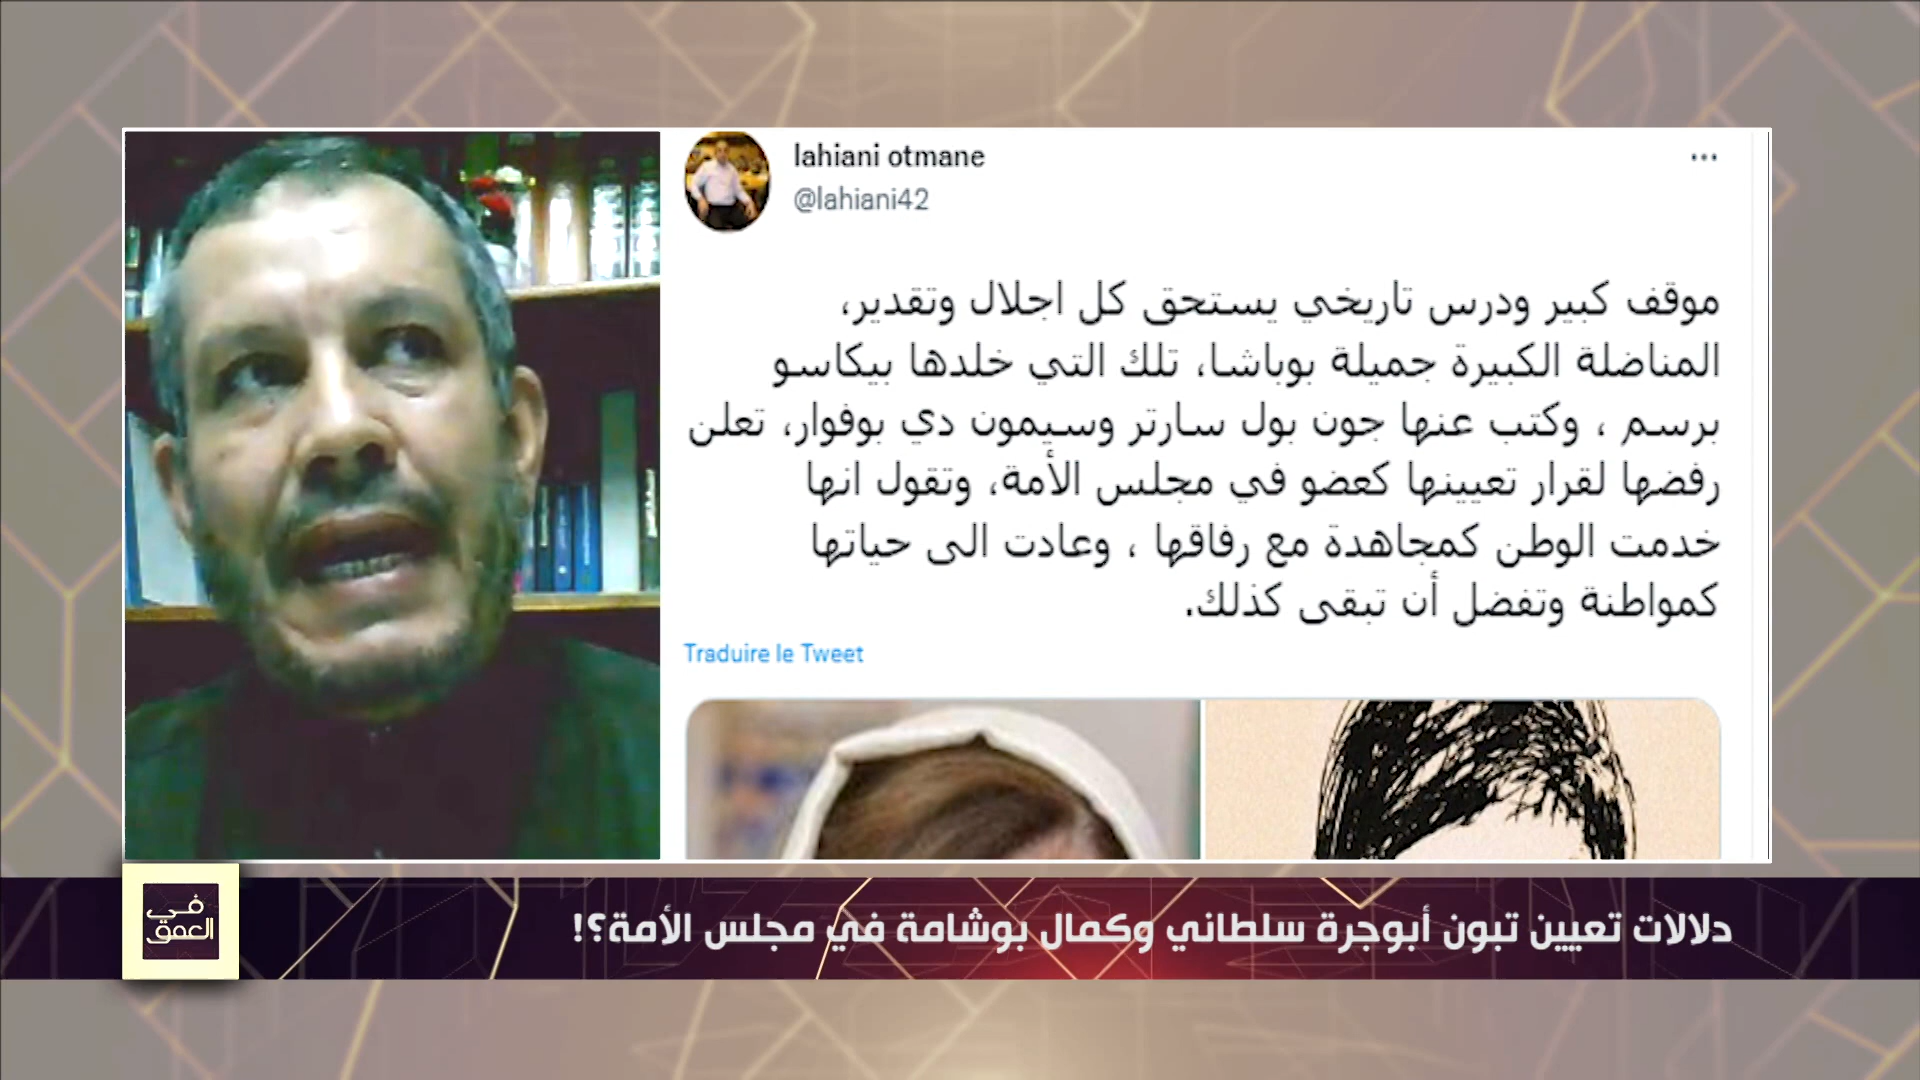 lahiani otmane
@lahiani42
موقف كبير ودرس تاريخي يستحق كل اجلال وتقدير،
المناضلة الكبيرة جميلة بوباشا، تلك التي خلدها بيكاسو
برسم ، وكتب عنها جون بول سارتر وسيمون دي بوفوار، تعلن
رفضها لقرار تعيينها كعضو في مجلس الأمة، وتقول انها
خدمت الوطن كمجاهدة مع رفاقها ، وعادت الى حياتها
كمواطنة وتفضل أن تبقى كذلك.
Traduire le Tweet
في
العمق
دلالات تعيين تبون أبوجرة سلطاني وكمال بوشامة في مجلس الأمة؟!